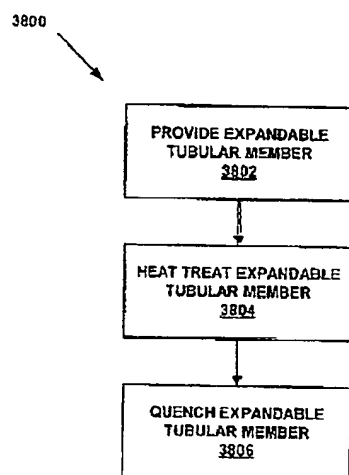 3800
PROVIDE EXPANDABLE
TUBULAR MEMBER
3802
HEAT TREAT EXPANDABLE
TUBULAR MEMBER
3804
QUENCH EXPANDABLE
TUBULAR MEMBER
3806